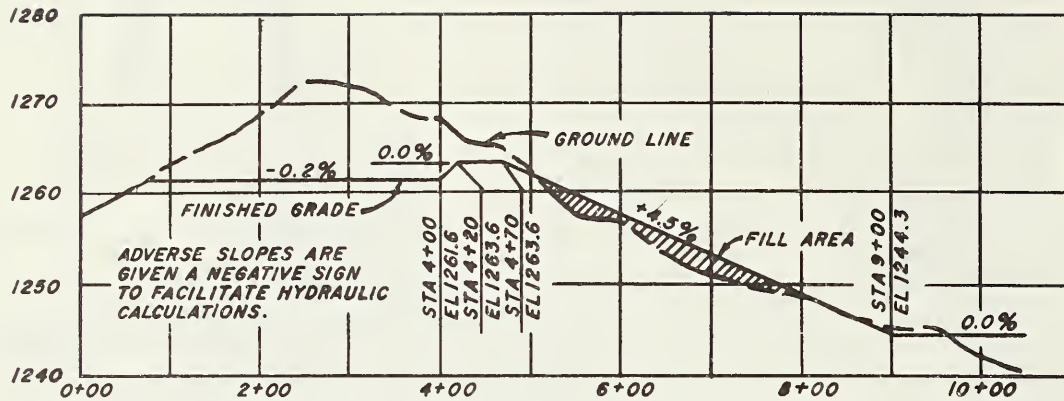 1280
1270
1260
1250
1240
GROUND LINE
0.0%
-0.2%
FINISHED GRADE
+4.5%
FILL AREA
ADVERSE SLOPES ARE
GIVEN A NEGATIVE SIGN
TO FACILITATE HYDRAULIC
CALCULATIONS.
STA 4+00
EL 1261.6
STA 4+20
EL 1263.6
STA 4+70
EL 1263.6
STA 9+00
EL 1244.3
0.0%
0+00
2+00
4+00
6+00
8+00
10+00